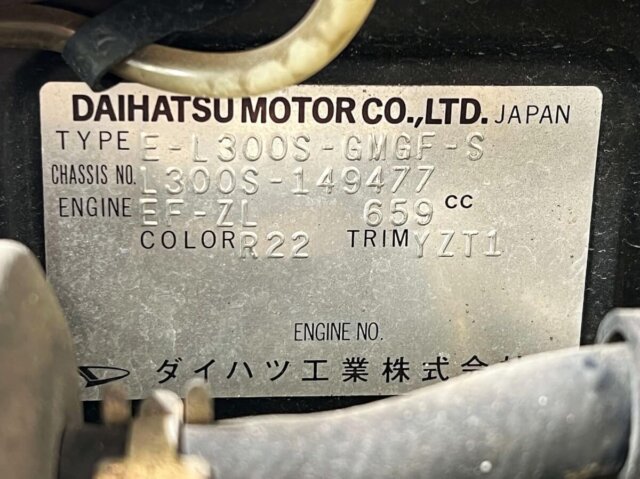 DAIHATSU MOTOR CO.,LTD. JAPAN
TYPE E-L300S-GMGF-S
CHASSIS NO. L300S-149477
ENGINE EF-ZL 659 CC
COLOR R22 TRIM YZT1
ENGINE NO.
ダイハツ工業株式